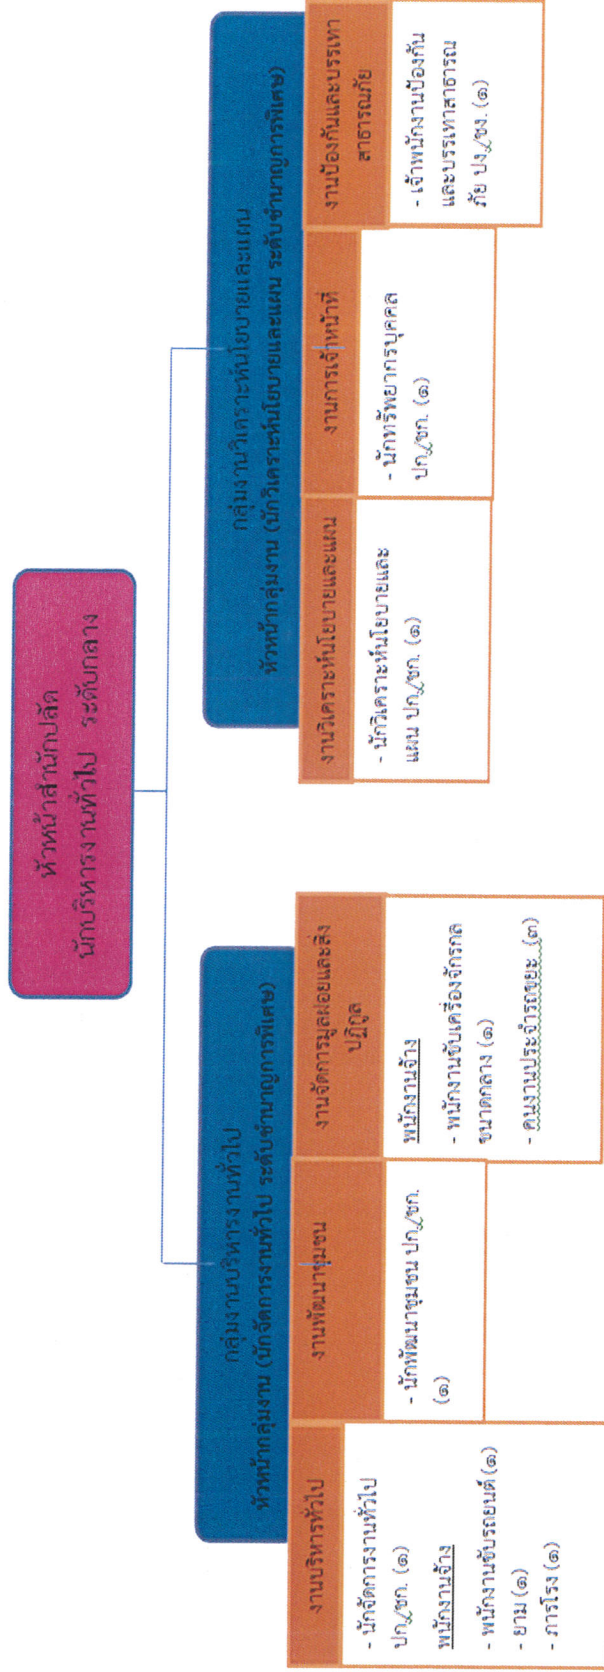 หัวหน้าสำนักปลัด
นักบริหารงานทั่วไป ระดับกลาง
กลุ่มงานบริหารงานทั่วไป
หัวหน้ากลุ่มงาน (นักจัดการงานทั่วไป ระดับชำนาญการพิเศษ)
งานบริหารทั่วไป
- นักจัดการงานทั่วไป
ปก./ชก. (๑)
พนักงานจ้าง
- พนักงานขับรถยนต์ (๑)
- ยาม (๑)
- ภารโรง (๑)
งานพัฒนาชุมชน
- นักพัฒนาชุมชน ปก./ชก.
(๑)
งานจัดการมูลฝอยและสิ่ง
ปฏิกูล
พนักงานจ้าง
- พนักงานขับเครื่องจักรกล
ขนาดกลาง (๑)
- คนงานประจำรถขยะ (๓)
กลุ่มงานวิเคราะห์นโยบายและแผน
หัวหน้ากลุ่มงาน (นักวิเคราะห์นโยบายและแผน ระดับชำนาญการพิเศษ)
งานวิเคราะห์นโยบายและแผน
- นักวิเคราะห์นโยบายและ
แผน ปก./ชก. (๑)
งานการเจ้าหน้าที่
- นักทรัพยากรบุคคล
ปก./ชก. (๑)
งานป้องกันและบรรเทา
สาธารณภัย
- เจ้าพนักงานป้องกัน
และบรรเทาสาธารณ
ภัย ปง./ชง. (๑)